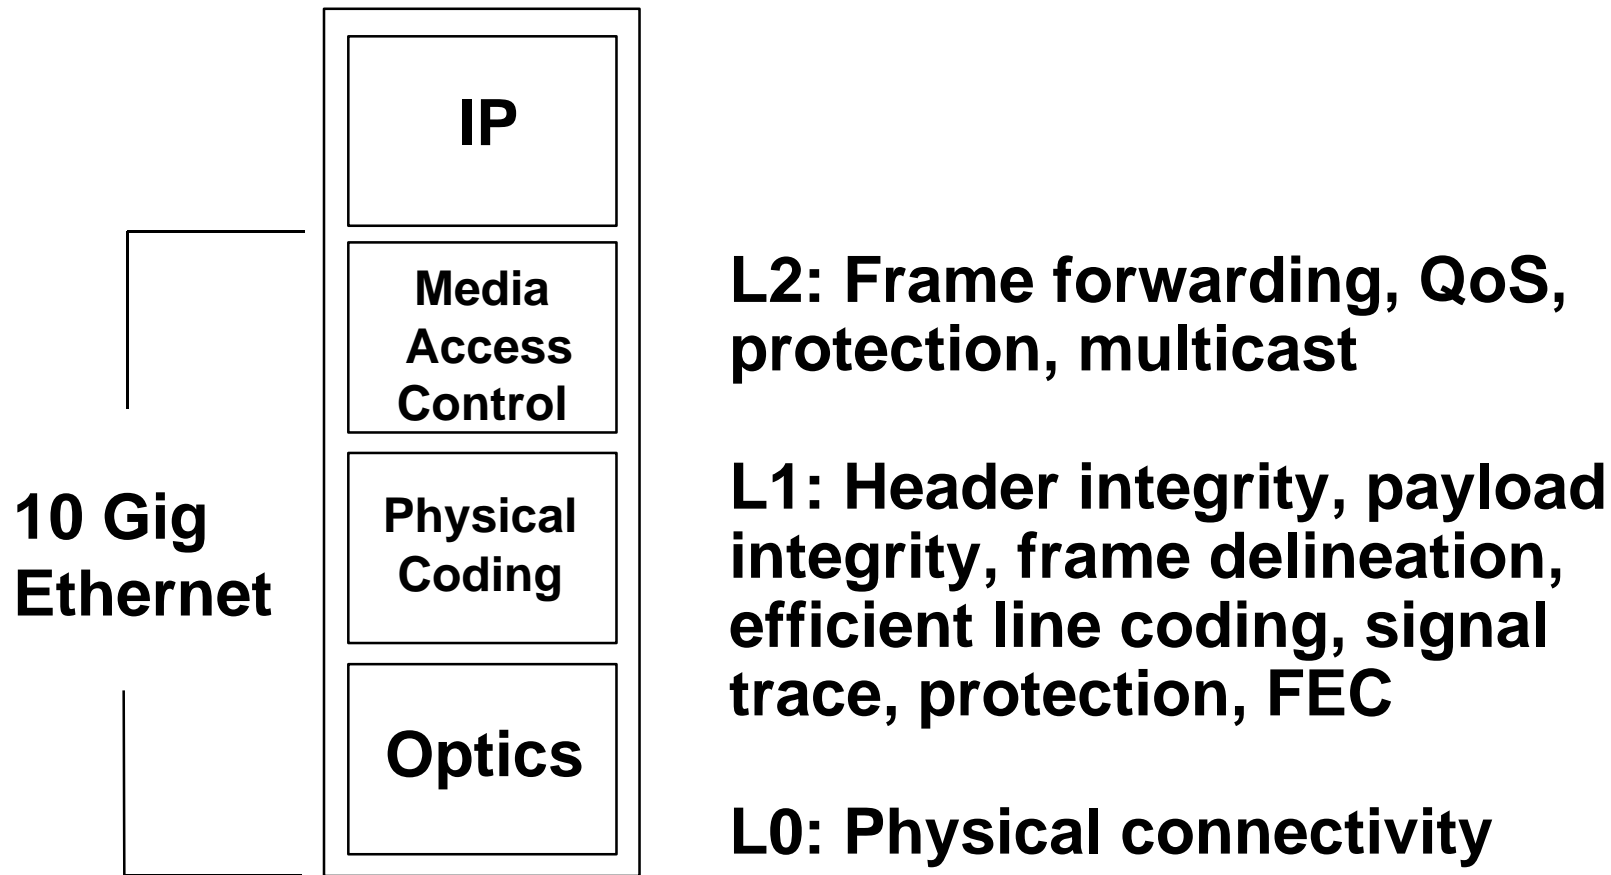 IP
Media
Access
Control
Physical
Coding
Optics
10 Gig
Ethernet
L2: Frame forwarding, QoS,
protection, multicast
L1: Header integrity, payload
integrity, frame delineation,
efficient line coding, signal
trace, protection, FEC
L0: Physical connectivity